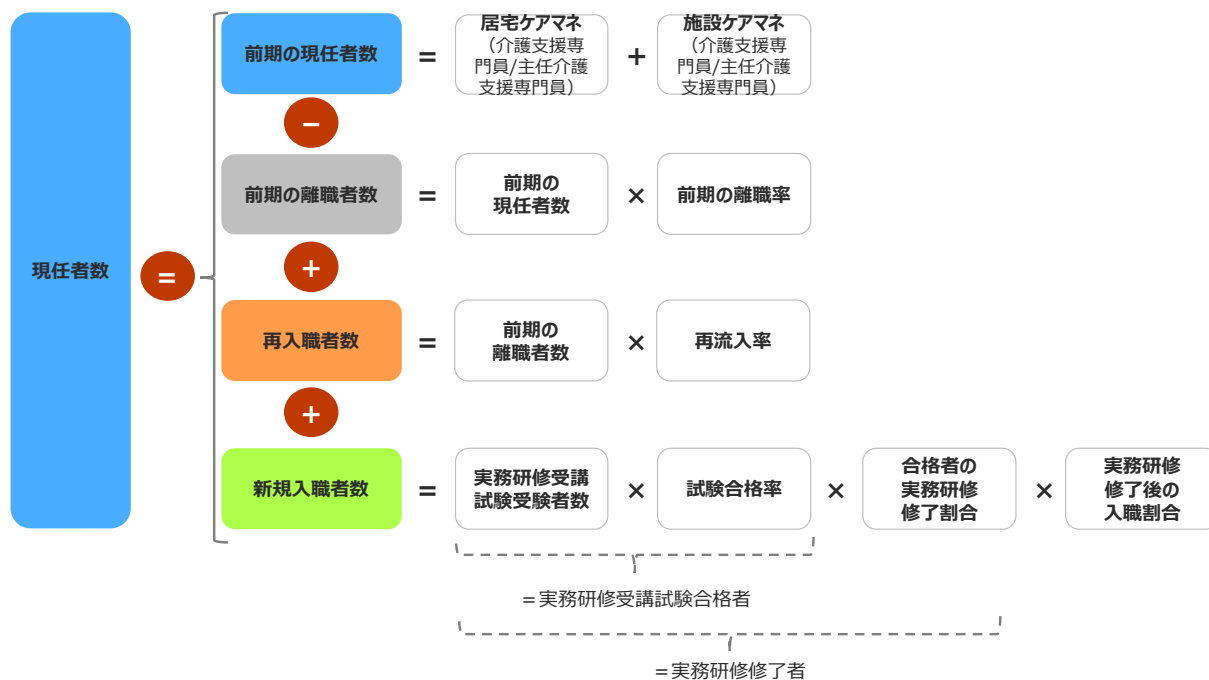 現任者数
=
前期の現任者数
=
居宅ケアマネ
（介護支援専
門員/主任介護
支援専門員）
+
施設ケアマネ
（介護支援専
門員/主任介護
支援専門員）
−
前期の離職者数
=
前期の
現任者数
×
前期の離職率
+
再入職者数
=
前期の
離職者数
×
再流入率
+
新規入職者数
=
実務研修受講
試験受験者数
×
試験合格率
×
合格者の
実務研修
修了割合
×
実務研修
修了後の
入職割合
＝実務研修受講試験合格者
＝実務研修修了者